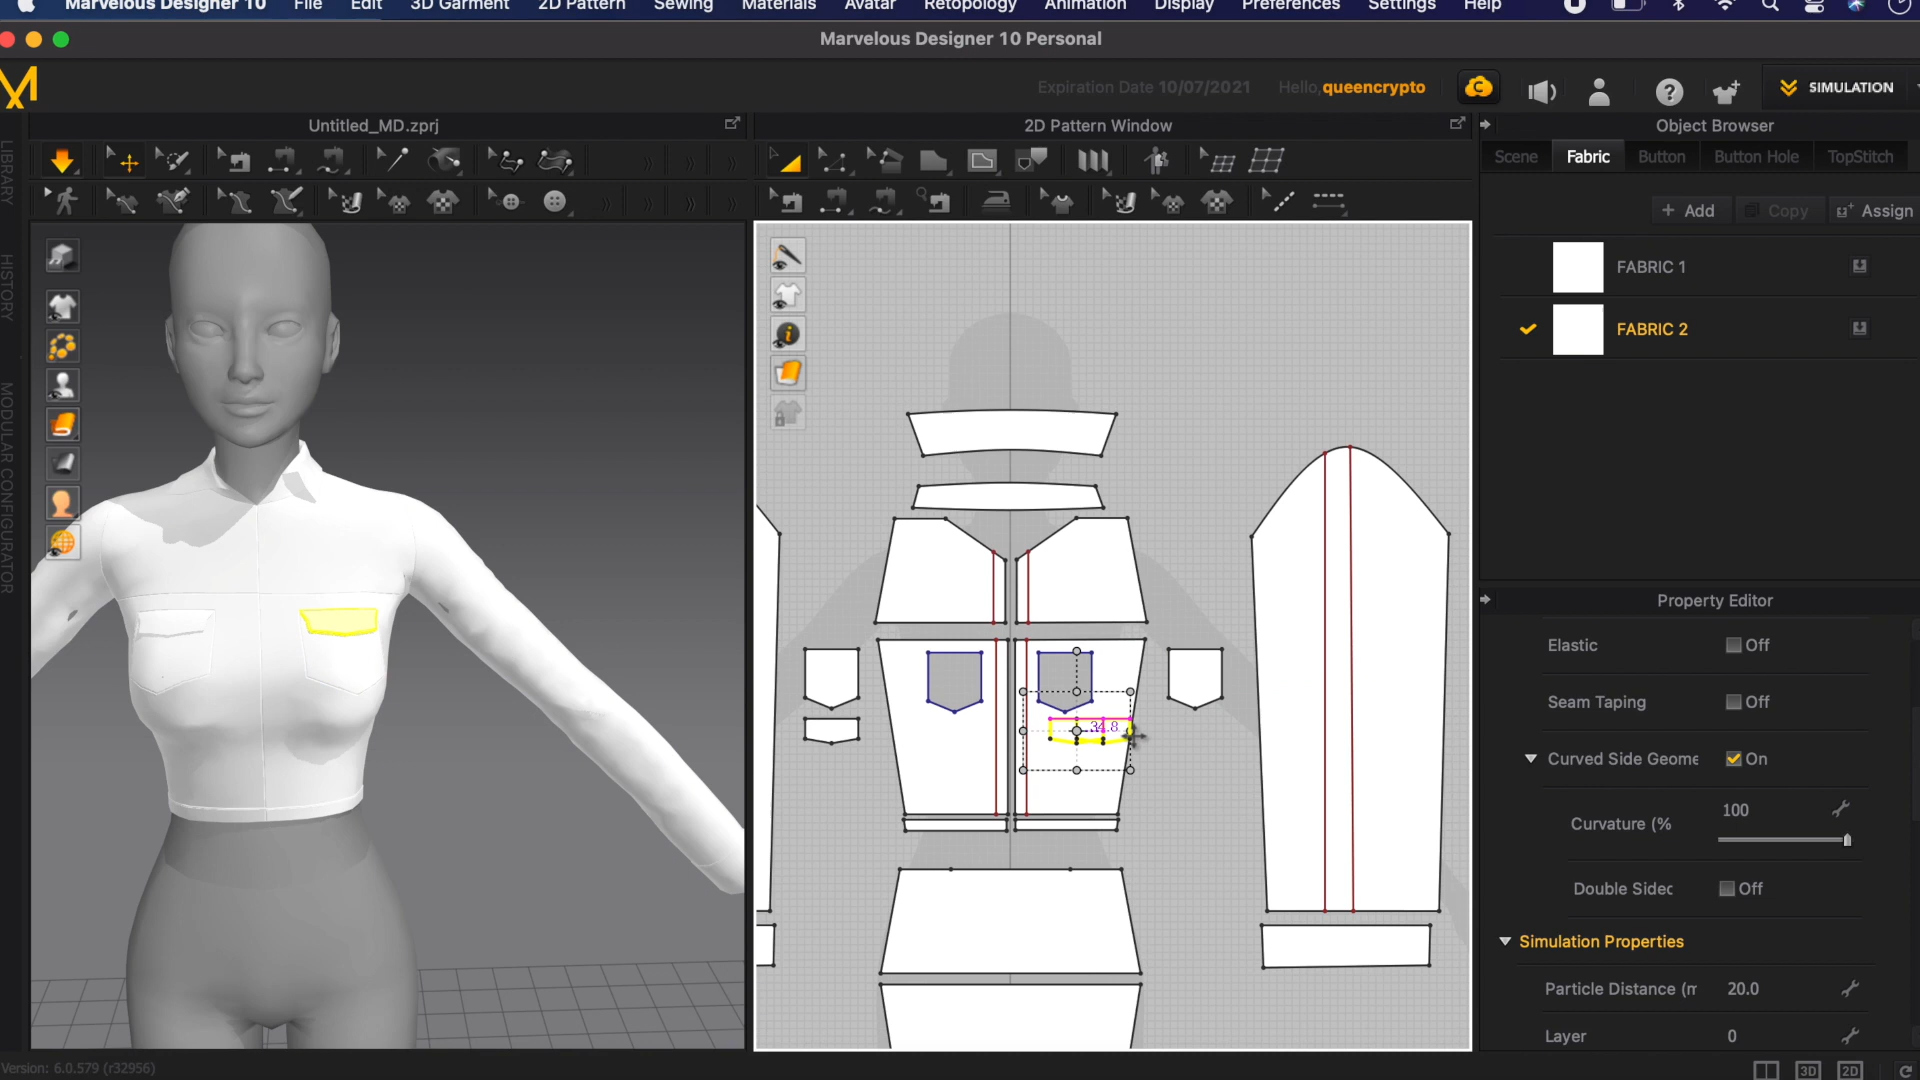 Marvelous Designer 10 File Edit 3D Garment 2D Pattern Sewing Materials Avatar Retopology Animation Display Preferences Settings Help
Marvelous Designer 10 Personal
Expiration Date 10/07/2021 Hello,queencrypto SIMULATION
Untitled_MD.zprj
2D Pattern Window
Object Browser
Scene Fabric Button Button Hole TopStitch
+ Add Copy Assign
FABRIC 1
FABRIC 2
LIBRARY
HISTORY
MODULAR CONFIGURATOR
34.8
Property Editor
Elastic Off
Seam Taping Off
Curved Side Geome On
Curvature (% 100
Double Sidec Off
Simulation Properties
Particle Distance (m 20.0
Layer 0
Version: 6.0.579 (r32956)
3D 2D